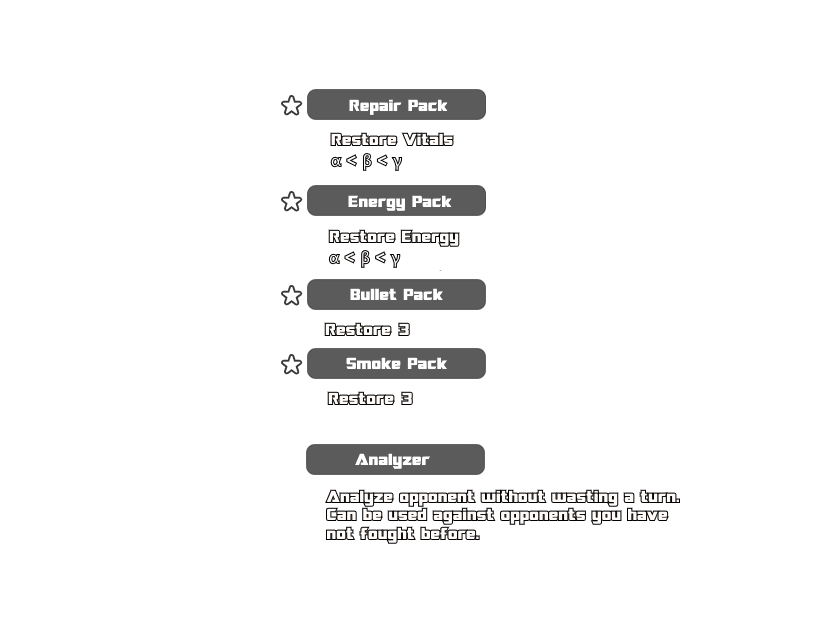 Repair Pack
Restore Vitals
α < β < γ
Energy Pack
Restore Energy
α < β < γ
Bullet Pack
Restore 3
Smoke Pack
Restore 3
Analyzer
Analyze opponent without wasting a turn.
Can be used against opponents you have
not fought before.